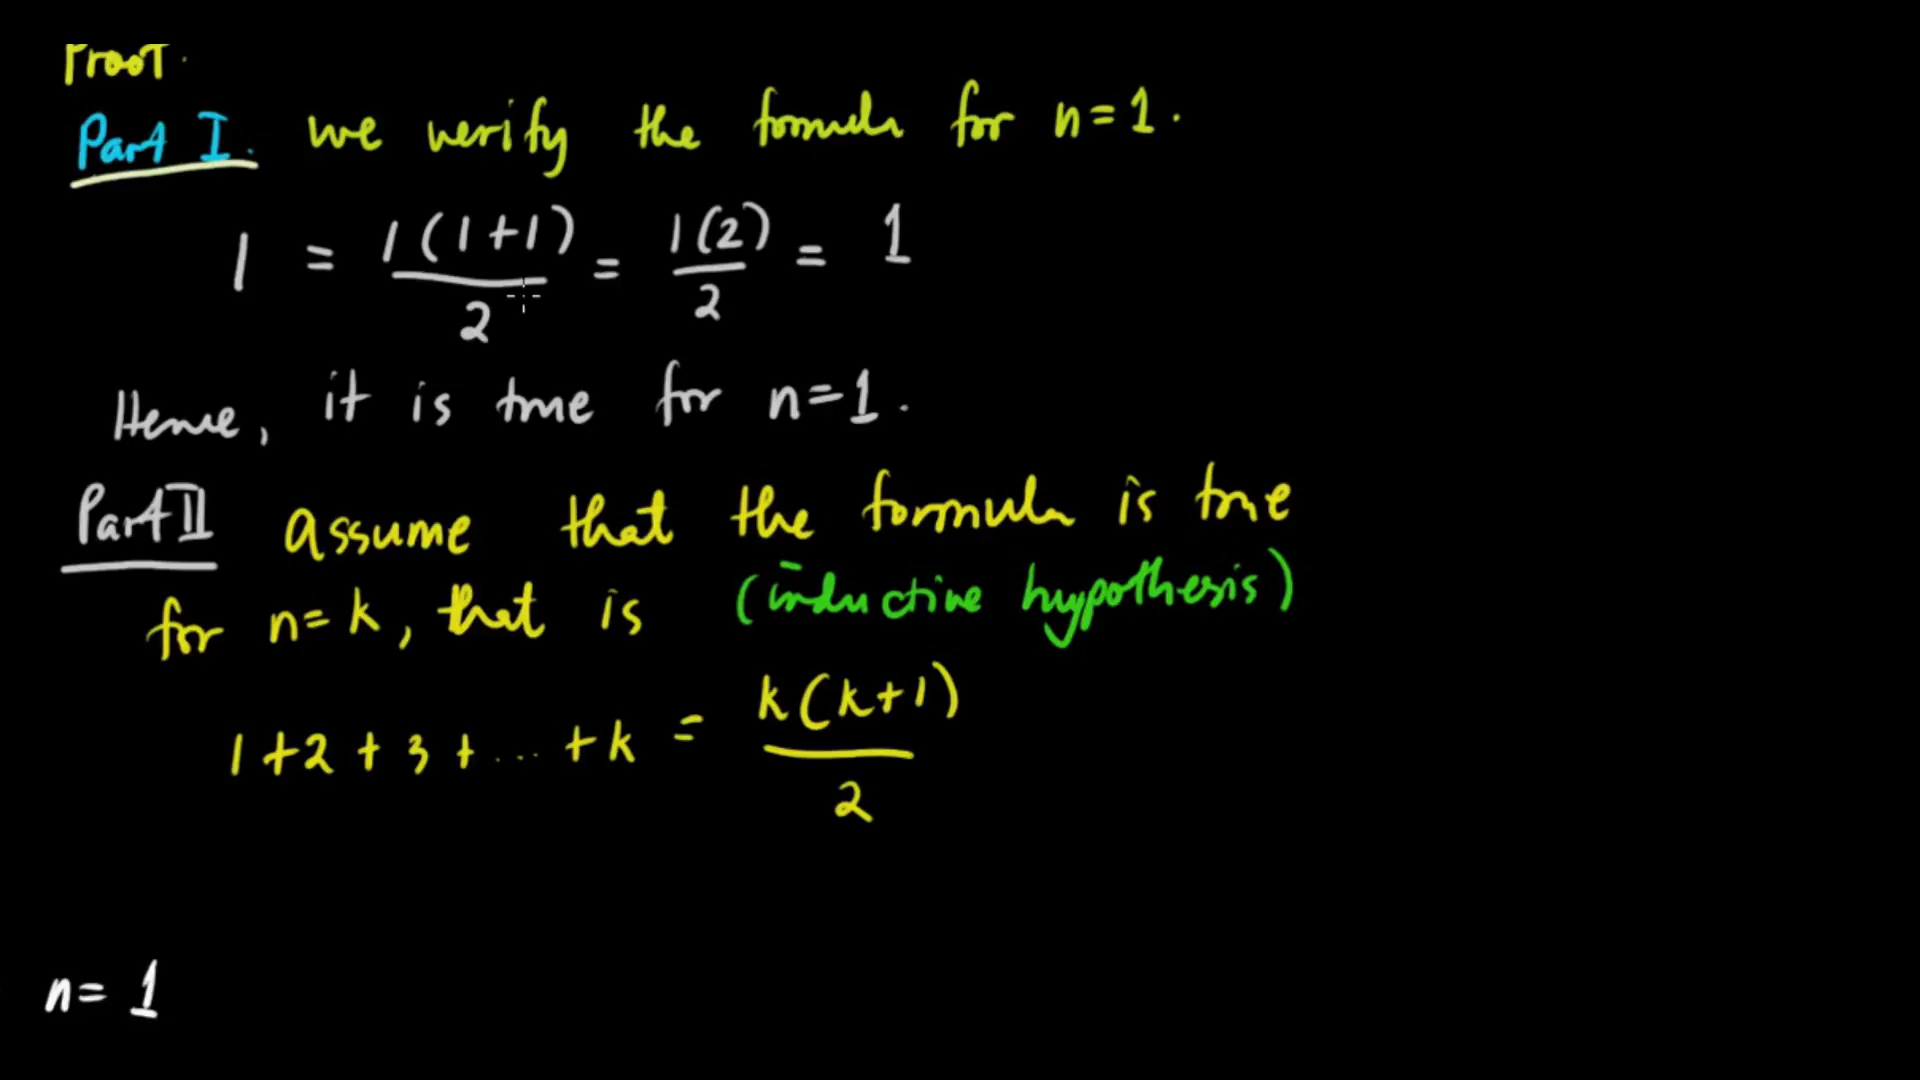 Proof.
Part I. we verify the formula for n=1.
1 = 1(1+1)/2 = 1(2)/2 = 1
Hence, it is true for n=1.
Part II assume that the formula is true
for n=k, that is (inductive hypothesis)
1+2+3+...+k = k(k+1)/2
n=1